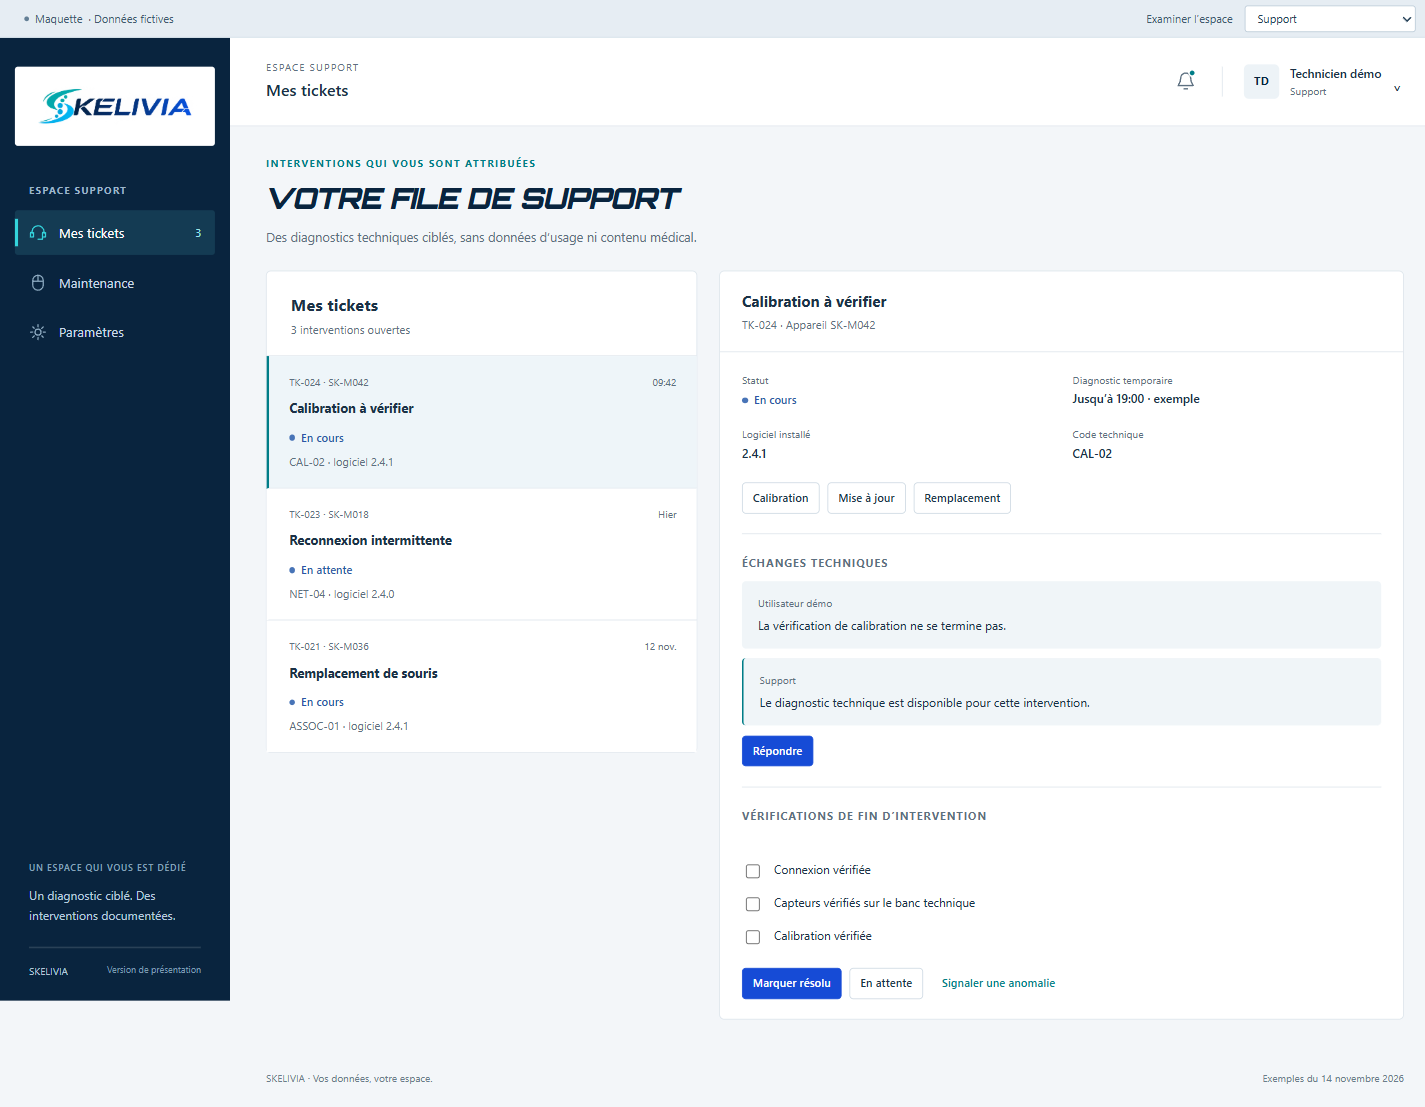 Maquette · Données fictives
Examiner l'espace
Support
SKELIVIA
ESPACE SUPPORT
Mes tickets 3
Maintenance
Paramètres
UN ESPACE QUI VOUS EST DÉDIÉ
Un diagnostic ciblé. Des
interventions documentées.
SKELIVIA
Version de présentation
ESPACE SUPPORT
Mes tickets
TD
Technicien démo
Support
INTERVENTIONS QUI VOUS SONT ATTRIBUÉES
VOTRE FILE DE SUPPORT
Des diagnostics techniques ciblés, sans données d'usage ni contenu médical.
Mes tickets
3 interventions ouvertes
TK-024 · SK-M042 09:42
Calibration à vérifier
En cours
CAL-02 · logiciel 2.4.1
TK-023 · SK-M018 Hier
Reconnexion intermittente
En attente
NET-04 · logiciel 2.4.0
TK-021 · SK-M036 12 nov.
Remplacement de souris
En cours
ASSOC-01 · logiciel 2.4.1
Calibration à vérifier
TK-024 · Appareil SK-M042
Statut
En cours
Diagnostic temporaire
Jusqu'à 19:00 · exemple
Logiciel installé
2.4.1
Code technique
CAL-02
Calibration
Mise à jour
Remplacement
ÉCHANGES TECHNIQUES
Utilisateur démo
La vérification de calibration ne se termine pas.
Support
Le diagnostic technique est disponible pour cette intervention.
Répondre
VÉRIFICATIONS DE FIN D'INTERVENTION
Connexion vérifiée
Capteurs vérifiés sur le banc technique
Calibration vérifiée
Marquer résolu
En attente
Signaler une anomalie
SKELIVIA · Vos données, votre espace.
Exemples du 14 novembre 2026